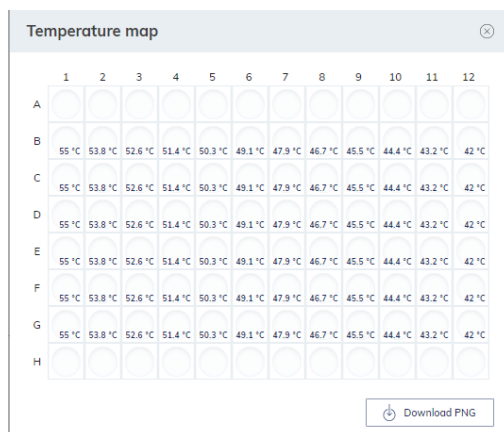 Temperature map
1 2 3 4 5 6 7 8 9 10 11 12
A
B 55 °C 53.8 °C 52.6 °C 51.4 °C 50.3 °C 49.1 °C 47.9 °C 46.7 °C 45.5 °C 44.4 °C 43.2 °C 42 °C
C 55 °C 53.8 °C 52.6 °C 51.4 °C 50.3 °C 49.1 °C 47.9 °C 46.7 °C 45.5 °C 44.4 °C 43.2 °C 42 °C
D 55 °C 53.8 °C 52.6 °C 51.4 °C 50.3 °C 49.1 °C 47.9 °C 46.7 °C 45.5 °C 44.4 °C 43.2 °C 42 °C
E 55 °C 53.8 °C 52.6 °C 51.4 °C 50.3 °C 49.1 °C 47.9 °C 46.7 °C 45.5 °C 44.4 °C 43.2 °C 42 °C
F 55 °C 53.8 °C 52.6 °C 51.4 °C 50.3 °C 49.1 °C 47.9 °C 46.7 °C 45.5 °C 44.4 °C 43.2 °C 42 °C
G 55 °C 53.8 °C 52.6 °C 51.4 °C 50.3 °C 49.1 °C 47.9 °C 46.7 °C 45.5 °C 44.4 °C 43.2 °C 42 °C
H
Download PNG